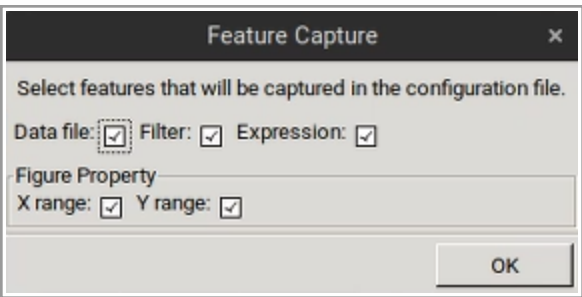 Feature Capture
Select features that will be captured in the configuration file.
Data file: Filter: Expression:
Figure Property
X range: Y range:
OK